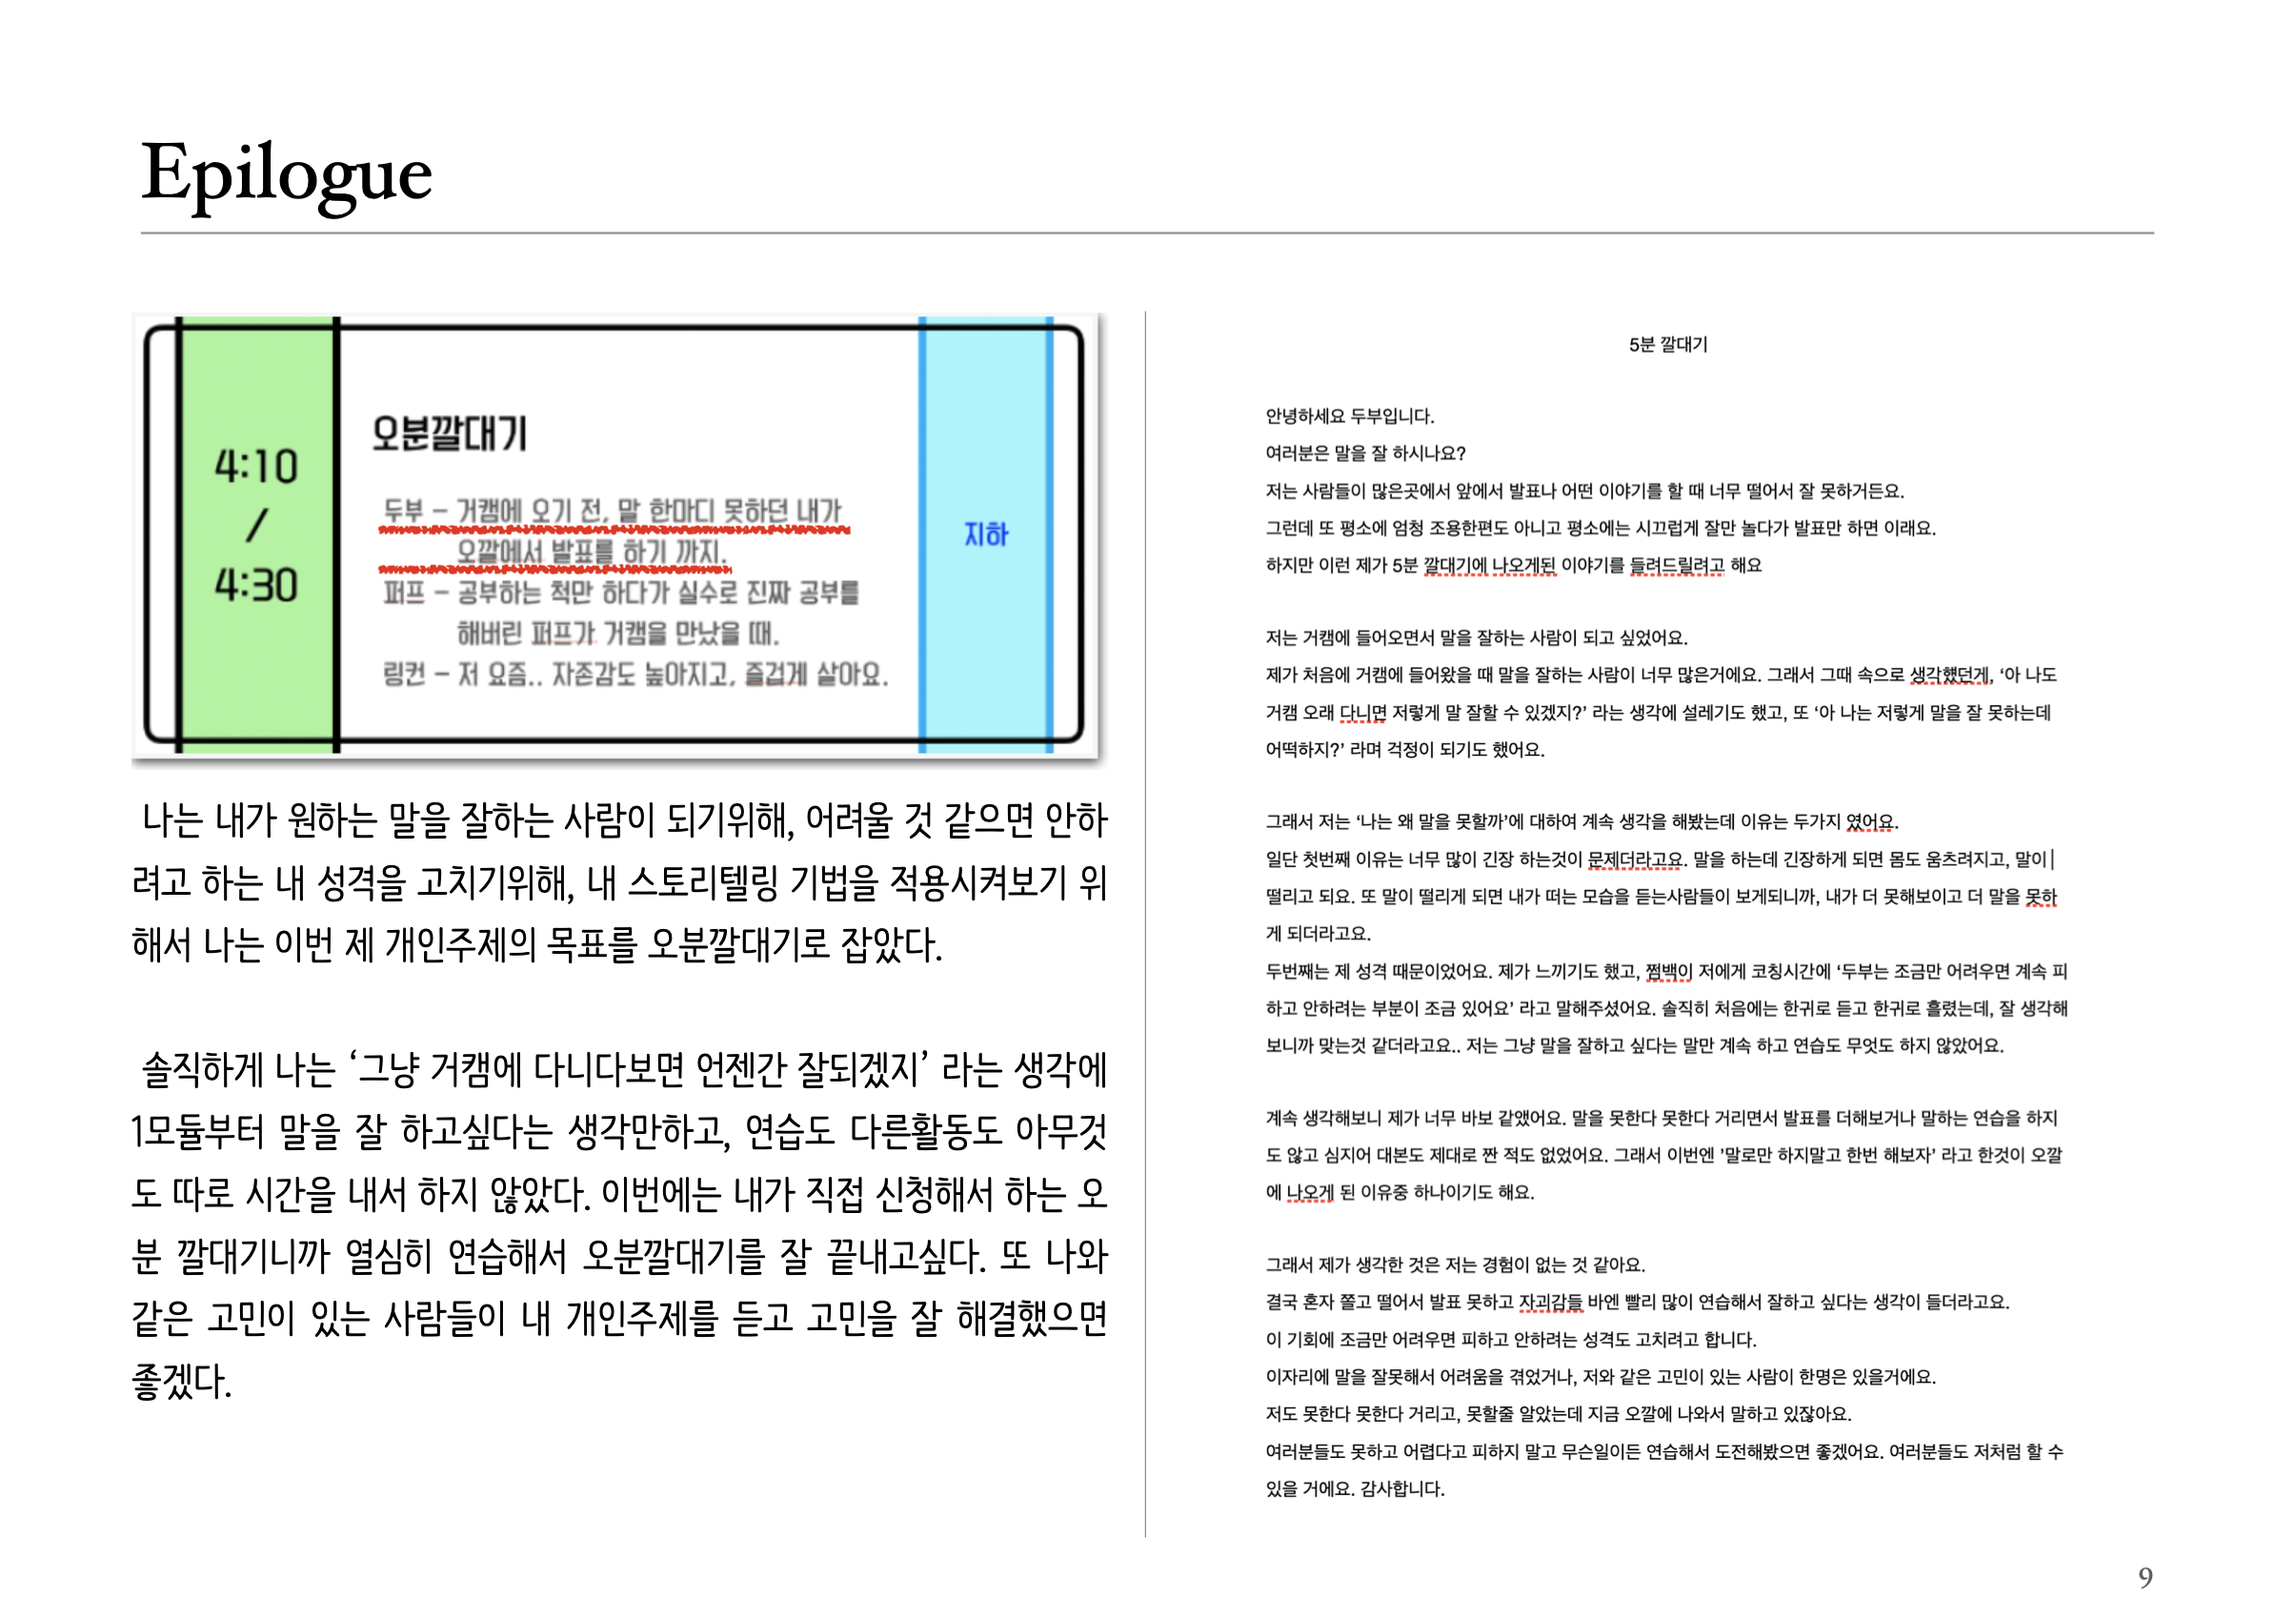 Epilogue
4:10
/
4:30
오분깔대기
두부 – 거캠에 오기 전, 말 한마디 못하던 내가
오깔에서 발표를 하기 까지.
퍼프 – 공부하는 척만 하다가 실수로 진짜 공부를
해버린 퍼프가 거캠을 만났을 때.
링컨 – 저 요즘.. 자존감도 높아지고, 즐겁게 살아요.
지하
나는 내가 원하는 말을 잘하는 사람이 되기위해, 어려울 것 같으면 안하
려고 하는 내 성격을 고치기위해, 내 스토리텔링 기법을 적용시켜보기 위
해서 나는 이번 제 개인주제의 목표를 오분깔대기로 잡았다.
솔직하게 나는 ‘그냥 거캠에 다니다보면 언젠간 잘되겠지’ 라는 생각에
1모듈부터 말을 잘 하고싶다는 생각만하고, 연습도 다른활동도 아무것
도 따로 시간을 내서 하지 않았다. 이번에는 내가 직접 신청해서 하는 오
분 깔대기니까 열심히 연습해서 오분깔대기를 잘 끝내고싶다. 또 나와
같은 고민이 있는 사람들이 내 개인주제를 듣고 고민을 잘 해결했으면
좋겠다.
5분 깔대기
안녕하세요 두부입니다.
여러분은 말을 잘 하시나요?
저는 사람들이 많은곳에서 앞에서 발표나 어떤 이야기를 할 때 너무 떨어서 잘 못하거든요.
그런데 또 평소에 엄청 조용한편도 아니고 평소에는 시끄럽게 잘만 놀다가 발표만 하면 이래요.
하지만 이런 제가 5분 깔대기에 나오게된 이야기를 들려드릴려고 해요
저는 거캠에 들어오면서 말을 잘하는 사람이 되고 싶었어요.
제가 처음에 거캠에 들어왔을 때 말을 잘하는 사람이 너무 많은거에요. 그래서 그때 속으로 생각했던게, ‘아 나도
거캠 오래 다니면 저렇게 말 잘할 수 있겠지?’ 라는 생각에 설레기도 했고, 또 ‘아 나는 저렇게 말을 잘 못하는데
어떡하지?’ 라며 걱정이 되기도 했어요.
그래서 저는 ‘나는 왜 말을 못할까’에 대하여 계속 생각을 해봤는데 이유는 두가지 였어요.
일단 첫번째 이유는 너무 많이 긴장 하는것이 문제더라고요. 말을 하는데 긴장하게 되면 몸도 움츠려지고, 말이
떨리고 되요. 또 말이 떨리게 되면 내가 떠는 모습을 듣는사람들이 보게되니까, 내가 더 못해보이고 더 말을 못하
게 되더라고요.
두번째는 제 성격 때문이었어요. 제가 느끼기도 했고, 쩜백이 저에게 코칭시간에 ‘두부는 조금만 어려우면 계속 피
하고 안하려는 부분이 조금 있어요’ 라고 말해주셨어요. 솔직히 처음에는 한귀로 듣고 한귀로 흘렸는데, 잘 생각해
보니까 맞는것 같더라고요.. 저는 그냥 말을 잘하고 싶다는 말만 계속 하고 연습도 무엇도 하지 않았어요.
계속 생각해보니 제가 너무 바보 같앴어요. 말을 못한다 못한다 거리면서 발표를 더해보거나 말하는 연습을 하지
도 않고 심지어 대본도 제대로 짠 적도 없었어요. 그래서 이번엔 ’말로만 하지말고 한번 해보자’ 라고 한것이 오깔
에 나오게 된 이유중 하나이기도 해요.
그래서 제가 생각한 것은 저는 경험이 없는 것 같아요.
결국 혼자 쫄고 떨어서 발표 못하고 자괴감들 바엔 빨리 많이 연습해서 잘하고 싶다는 생각이 들더라고요.
이 기회에 조금만 어려우면 피하고 안하려는 성격도 고치려고 합니다.
이자리에 말을 잘못해서 어려움을 겪었거나, 저와 같은 고민이 있는 사람이 한명은 있을거에요.
저도 못한다 못한다 거리고, 못할줄 알았는데 지금 오깔에 나와서 말하고 있잖아요.
여러분들도 못하고 어렵다고 피하지 말고 무슨일이든 연습해서 도전해봤으면 좋겠어요. 여러분들도 저처럼 할 수
있을 거에요. 감사합니다.
9